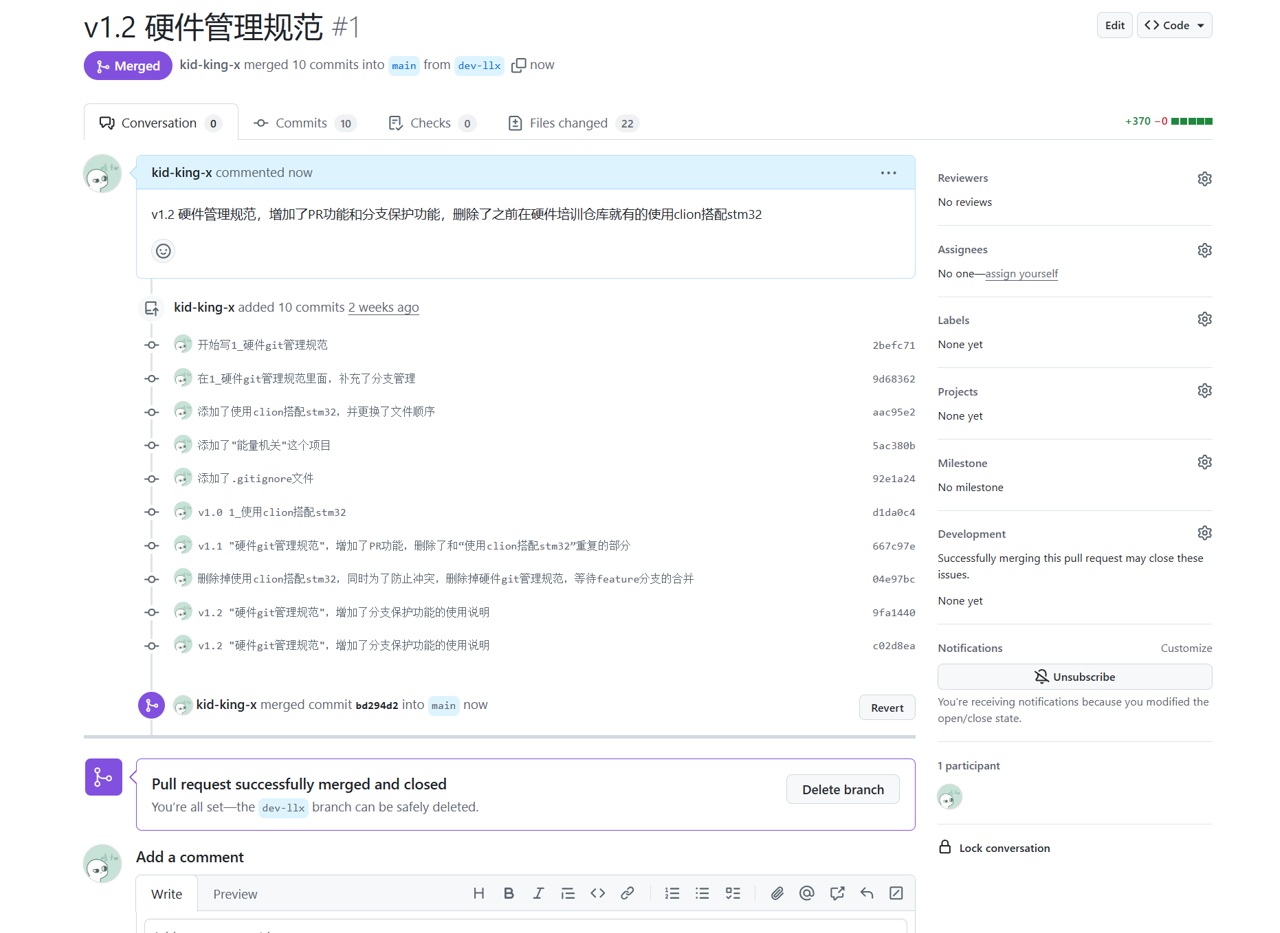 v1.2 硬件管理规范 #1
Edit
Code
Merged
kid-king-x merged 10 commits into main from dev-llx now
Conversation 0
Commits 10
Checks 0
Files changed 22
+370 −0
kid-king-x commented now
v1.2 硬件管理规范，增加了PR功能和分支保护功能，删除了之前在硬件培训仓库就有的使用clion搭配stm32
kid-king-x added 10 commits 2 weeks ago
开始写1_硬件git管理规范 2befc71
在1_硬件git管理规范里面，补充了分支管理 9d68362
添加了使用clion搭配stm32，并更换了文件顺序 aac95e2
添加了"能量机关"这个项目 5ac380b
添加了.gitignore文件 92e1a24
v1.0 1_使用clion搭配stm32 d1da0c4
v1.1 "硬件git管理规范"，增加了PR功能，删除了和“使用clion搭配stm32”重复的部分 667c97e
删除掉使用clion搭配stm32，同时为了防止冲突，删除掉硬件git管理规范，等待feature分支的合并 04e97bc
v1.2 "硬件git管理规范"，增加了分支保护功能的使用说明 9fa1440
v1.2 "硬件git管理规范"，增加了分支保护功能的使用说明 c02d8ea
kid-king-x merged commit bd294d2 into main now
Revert
Pull request successfully merged and closed
You're all set—the dev-llx branch can be safely deleted.
Delete branch
Add a comment
Write
Preview
Reviewers
No reviews
Assignees
No one—assign yourself
Labels
None yet
Projects
None yet
Milestone
No milestone
Development
Successfully merging this pull request may close these
issues.
None yet
Notifications
Customize
Unsubscribe
You're receiving notifications because you modified the
open/close state.
1 participant
Lock conversation